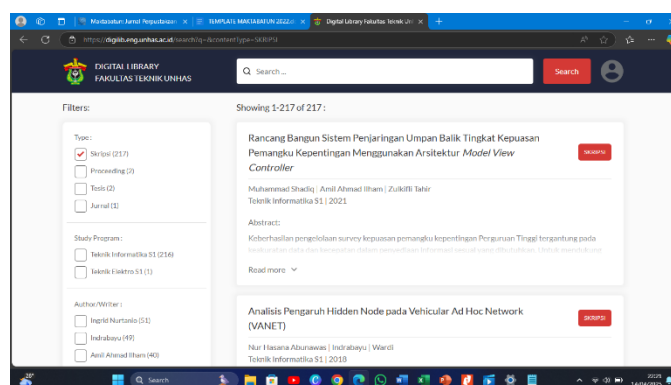 Maktabatun: Jurnal Perpustakaan
TEMPLATE MAKTABATUN 2022.d
Digital Library Fakultas Teknik Un
https://digilib.eng.unhas.ac.id/search?q=&contentType=SKRIPSI
DIGITAL LIBRARY
FAKULTAS TEKNIK UNHAS
Search ...
Search
Filters:
Type:
Skripsi (217)
Proceeding (2)
Tesis (2)
Jurnal (1)
Study Program:
Teknik Informatika S1 (216)
Teknik Elektro S1 (1)
Author/Writer:
Ingrid Nurtanio (51)
Indrabayu (49)
Amil Ahmad Ilham (40)
Showing 1-217 of 217 :
Rancang Bangun Sistem Penjaringan Umpan Balik Tingkat Kepuasan
Pemangku Kepentingan Menggunakan Arsitektur Model View
Controller
SKRIPSI
Muhammad Shadiq | Amil Ahmad Ilham | Zulkifli Tahir
Teknik Informatika S1 | 2021
Abstract:
Keberhasilan pengelolaan survey kepuasan pemangku kepentingan Perguruan Tinggi tergantung pada
Read more
Analisis Pengaruh Hidden Node pada Vehicular Ad Hoc Network
(VANET)
SKRIPSI
Nur Hasana Abunawas | Indrabayu | Wardi
Teknik Informatika S1 | 2018
28°
Search
14/04/2025